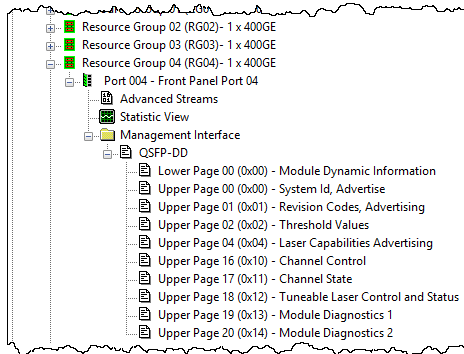 Resource Group 02 (RG02)- 1 x 400GE
Resource Group 03 (RG03)- 1 x 400GE
Resource Group 04 (RG04)- 1 x 400GE
Port 004 - Front Panel Port 04
Advanced Streams
Statistic View
Management Interface
QSFP-DD
Lower Page 00 (0x00) - Module Dynamic Information
Upper Page 00 (0x00) - System Id, Advertise
Upper Page 01 (0x01) - Revision Codes, Advertising
Upper Page 02 (0x02) - Threshold Values
Upper Page 04 (0x04) - Laser Capabilities Advertising
Upper Page 16 (0x10) - Channel Control
Upper Page 17 (0x11) - Channel State
Upper Page 18 (0x12) - Tuneable Laser Control and Status
Upper Page 19 (0x13) - Module Diagnostics 1
Upper Page 20 (0x14) - Module Diagnostics 2